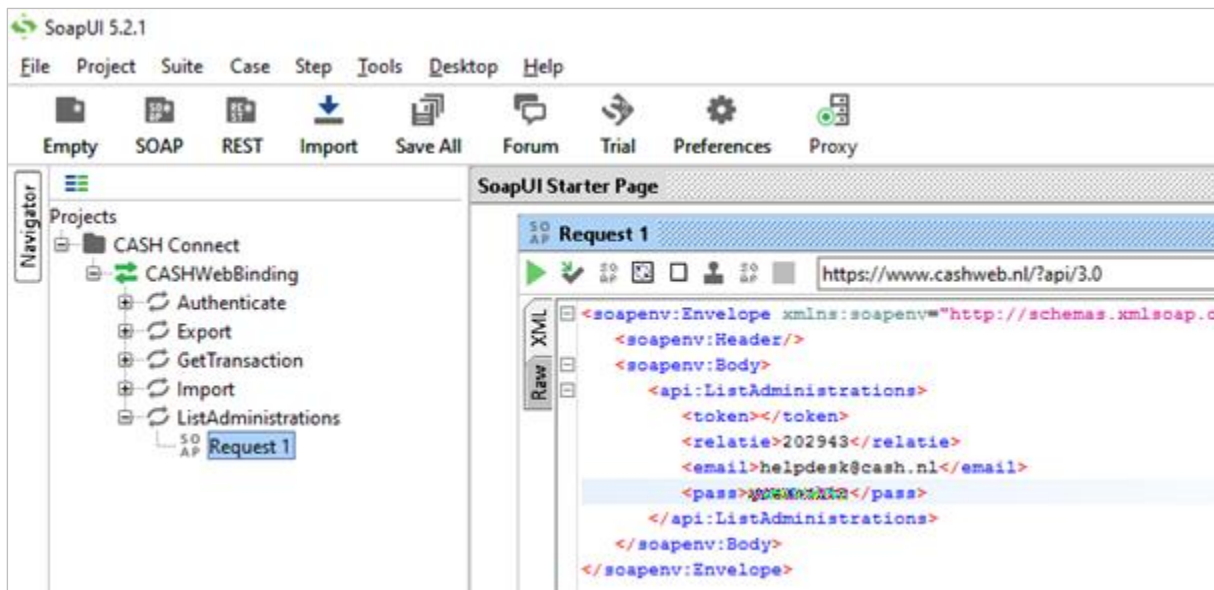 SoapUI 5.2.1
File Project Suite Case Step Tools Desktop Help
Empty SOAP REST Import Save All Forum Trial Preferences Proxy
Navigator
Projects
CASH Connect
CASHWebBinding
Authenticate
Export
GetTransaction
Import
ListAdministrations
SOAP Request 1
SoapUI Starter Page
SOAP Request 1
https://www.cashweb.nl/?api/3.0
XML
Raw
<soapenv:Envelope xmlns:soapenv="http://schemas.xmlsoap.
<soapenv:Header/>
<soapenv:Body>
<api:ListAdministrations>
<token></token>
<relatie>202943</relatie>
<email>helpdesk@cash.nl</email>
<pass></pass>
</api:ListAdministrations>
</soapenv:Body>
</soapenv:Envelope>